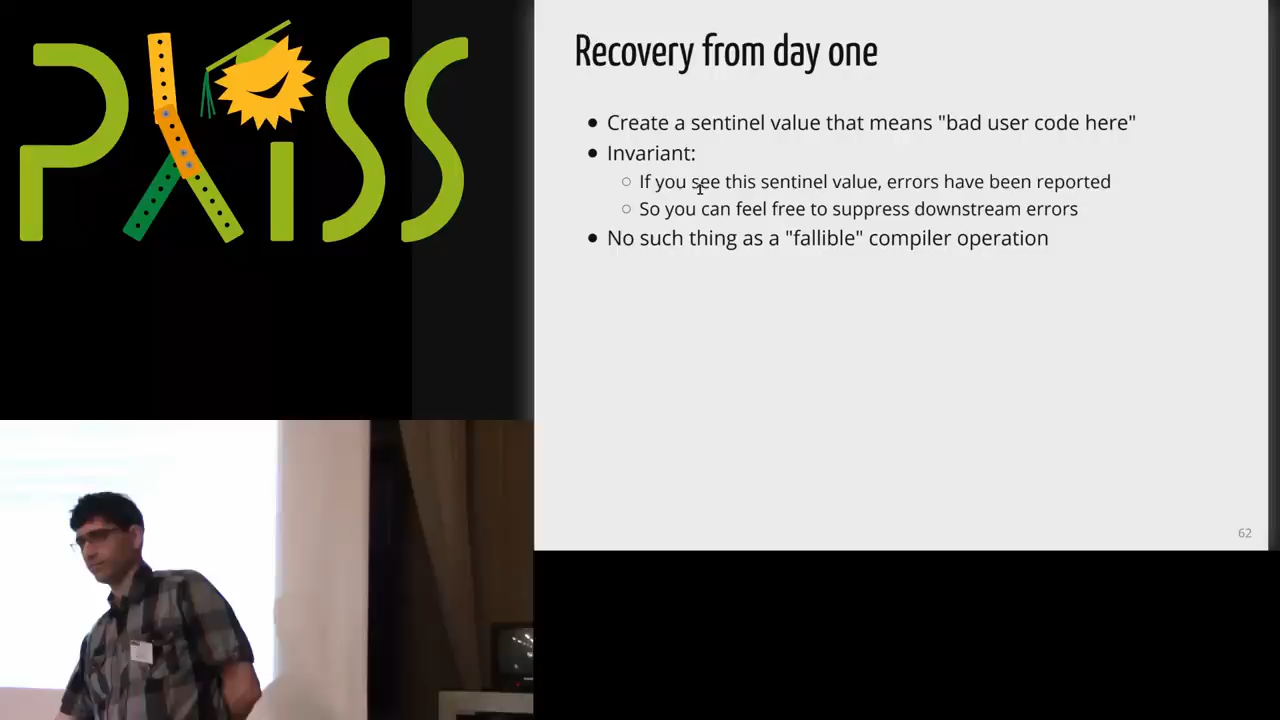 PLISS
Recovery from day one
● Create a sentinel value that means "bad user code here"
● Invariant:
○ If you see this sentinel value, errors have been reported
○ So you can feel free to suppress downstream errors
● No such thing as a "fallible" compiler operation
62